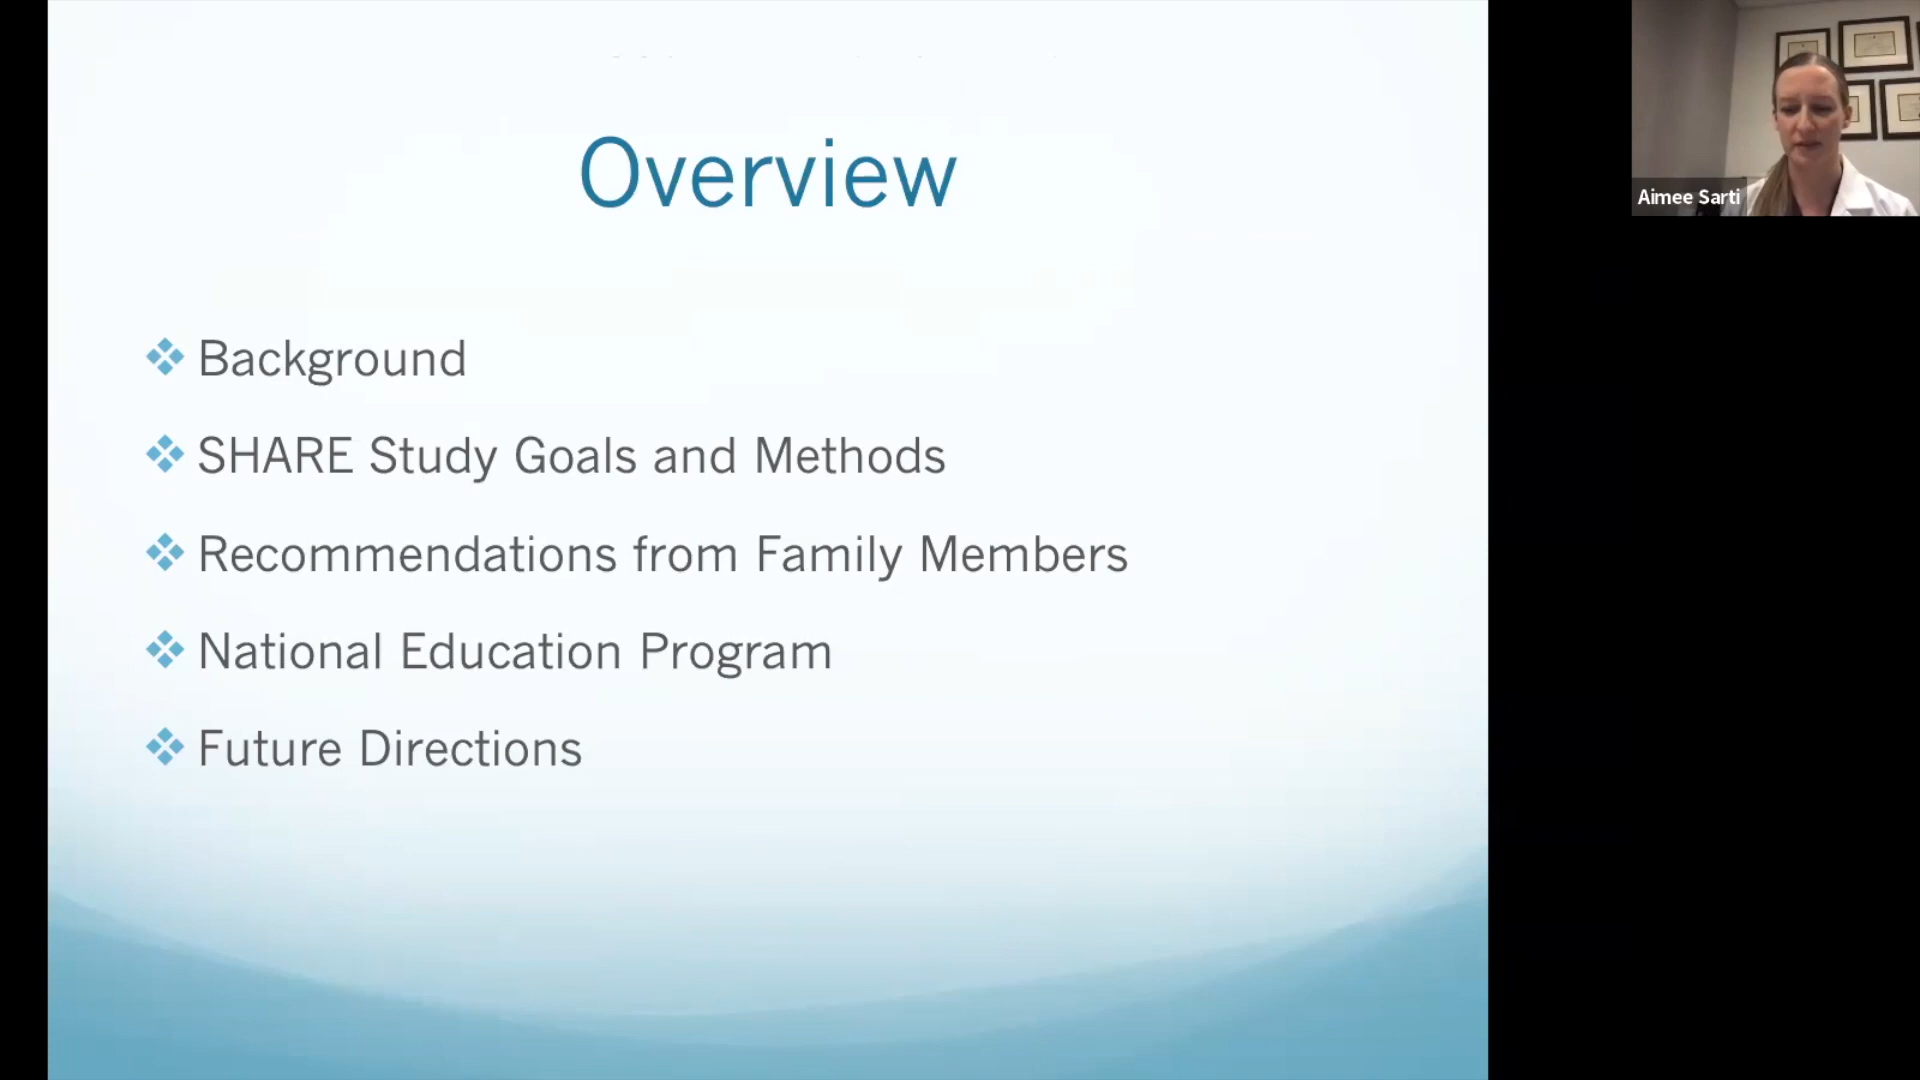 Overview
Background
SHARE Study Goals and Methods
Recommendations from Family Members
National Education Program
Future Directions
Aimee Sarti